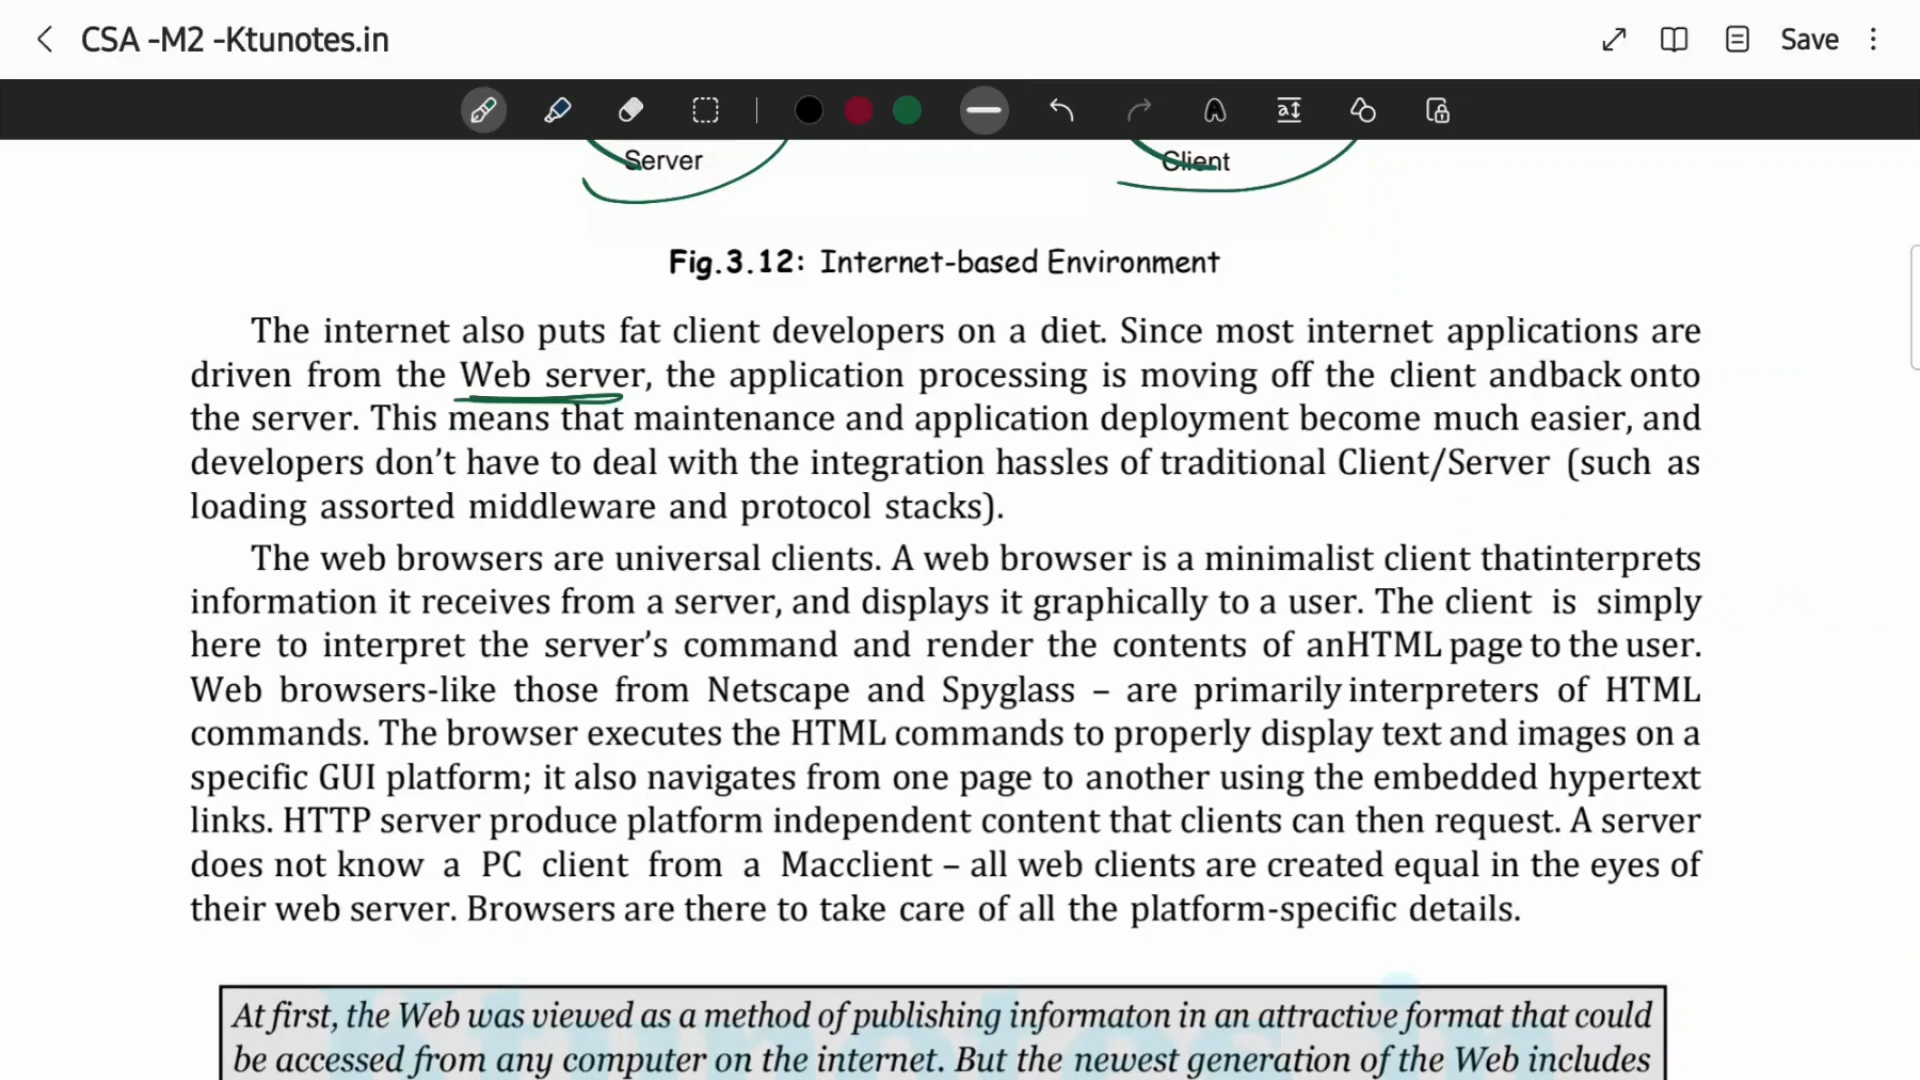 CSA -M2 -Ktunotes.in
Save
Server
Client
Fig.3.12: Internet-based Environment
The internet also puts fat client developers on a diet. Since most internet applications are
driven from the Web server, the application processing is moving off the client andback onto
the server. This means that maintenance and application deployment become much easier, and
developers don't have to deal with the integration hassles of traditional Client/Server (such as
loading assorted middleware and protocol stacks).
The web browsers are universal clients. A web browser is a minimalist client thatinterprets
information it receives from a server, and displays it graphically to a user. The client is simply
here to interpret the server's command and render the contents of anHTML page to the user.
Web browsers-like those from Netscape and Spyglass – are primarily interpreters of HTML
commands. The browser executes the HTML commands to properly display text and images on a
specific GUI platform; it also navigates from one page to another using the embedded hypertext
links. HTTP server produce platform independent content that clients can then request. A server
does not know a PC client from a Macclient – all web clients are created equal in the eyes of
their web server. Browsers are there to take care of all the platform-specific details.
At first, the Web was viewed as a method of publishing informaton in an attractive format that could
be accessed from any computer on the internet. But the newest generation of the Web includes